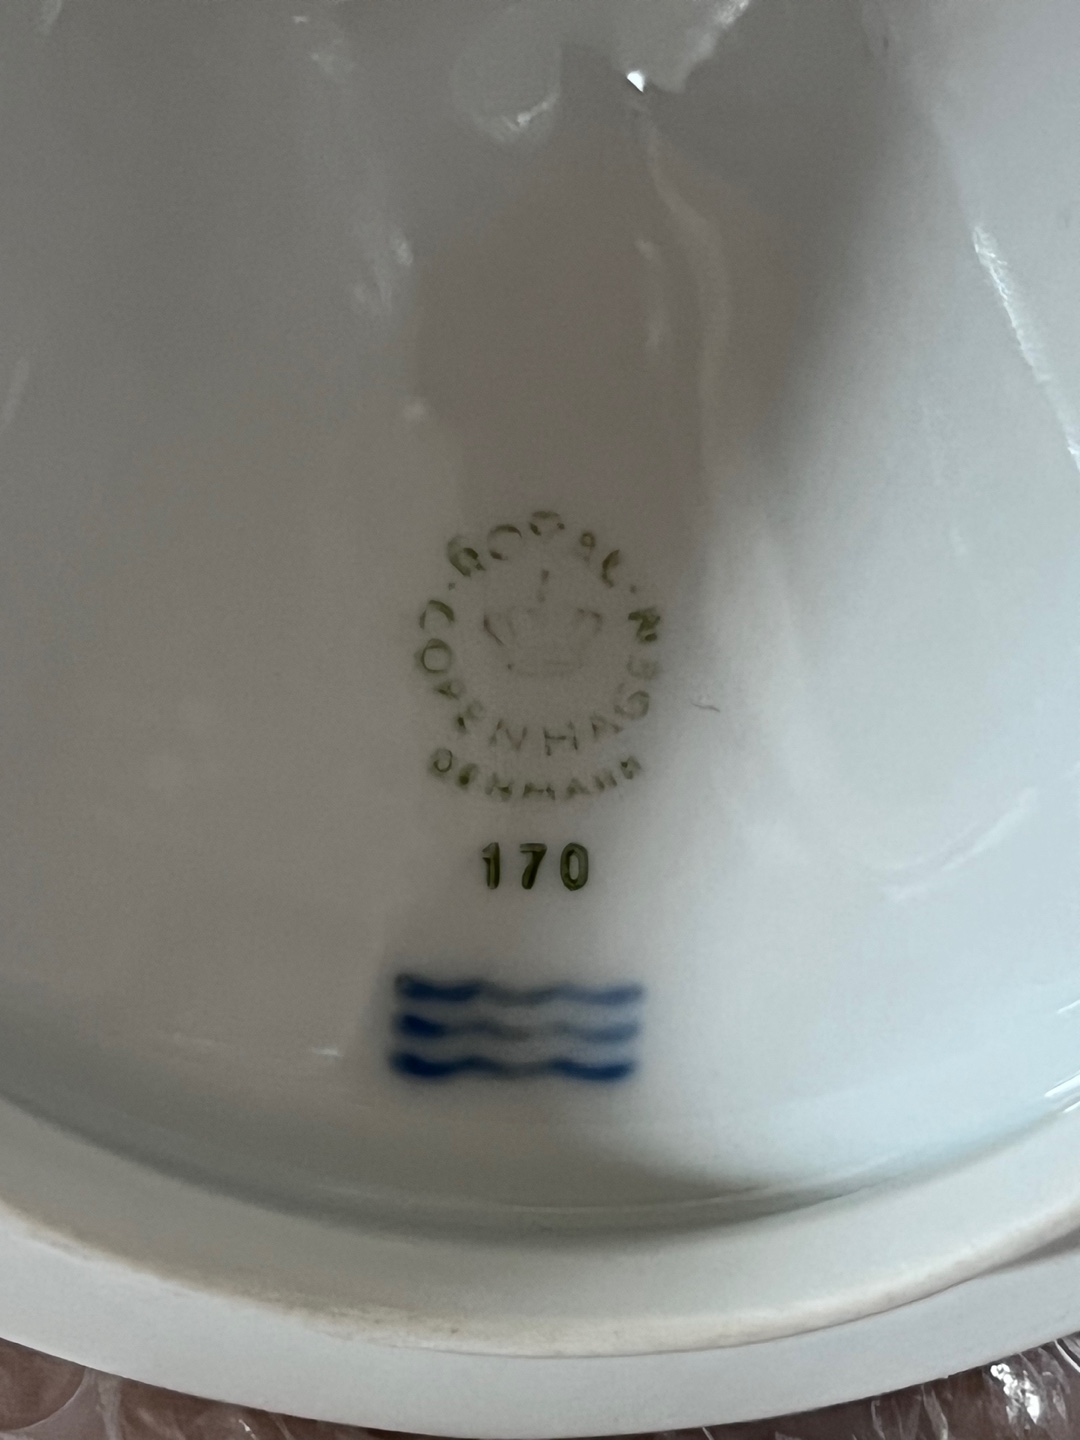 ROYAL
COPENHAGEN
DENMARK
170